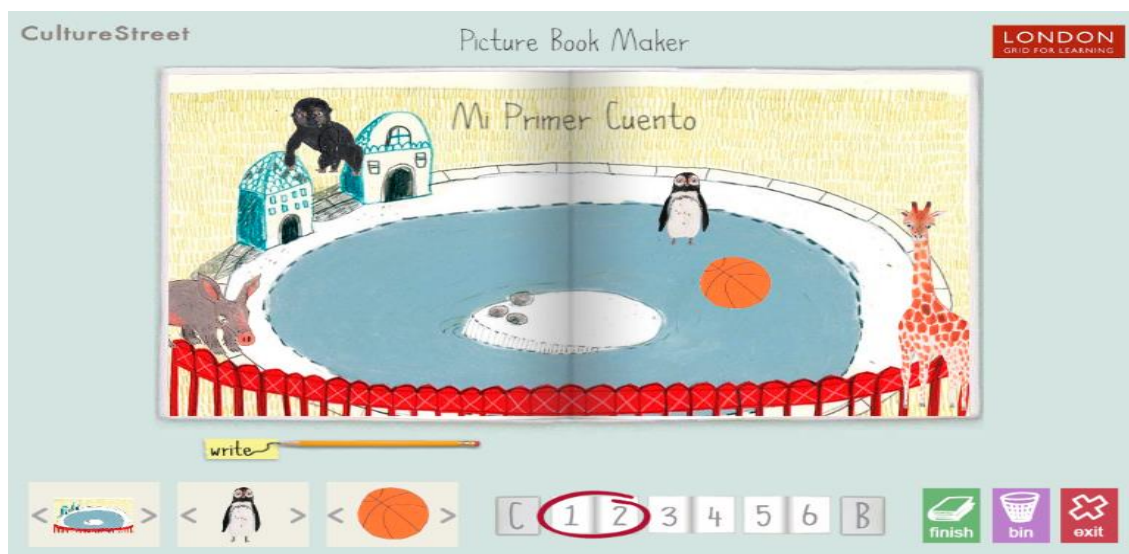 CultureStreet
Picture Book Maker
LONDON
GRID FOR LEARNING
Mi Primer Cuento
write
< > < > < >
C 1 2 3 4 5 6 B
finish bin exit